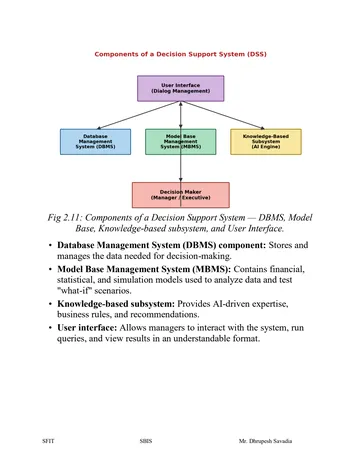 Components of a Decision Support System (DSS)
User Interface
(Dialog Management)
Database
Management
System (DBMS)
Model Base
Management
System (MBMS)
Knowledge-Based
Subsystem
(AI Engine)
Decision Maker
(Manager / Executive)
Fig 2.11: Components of a Decision Support System — DBMS, Model
Base, Knowledge-based subsystem, and User Interface.
• Database Management System (DBMS) component: Stores and
manages the data needed for decision-making.
• Model Base Management System (MBMS): Contains financial,
statistical, and simulation models used to analyze data and test
"what-if" scenarios.
• Knowledge-based subsystem: Provides AI-driven expertise,
business rules, and recommendations.
• User interface: Allows managers to interact with the system, run
queries, and view results in an understandable format.
SFIT SBIS Mr. Dhrupesh Savadia